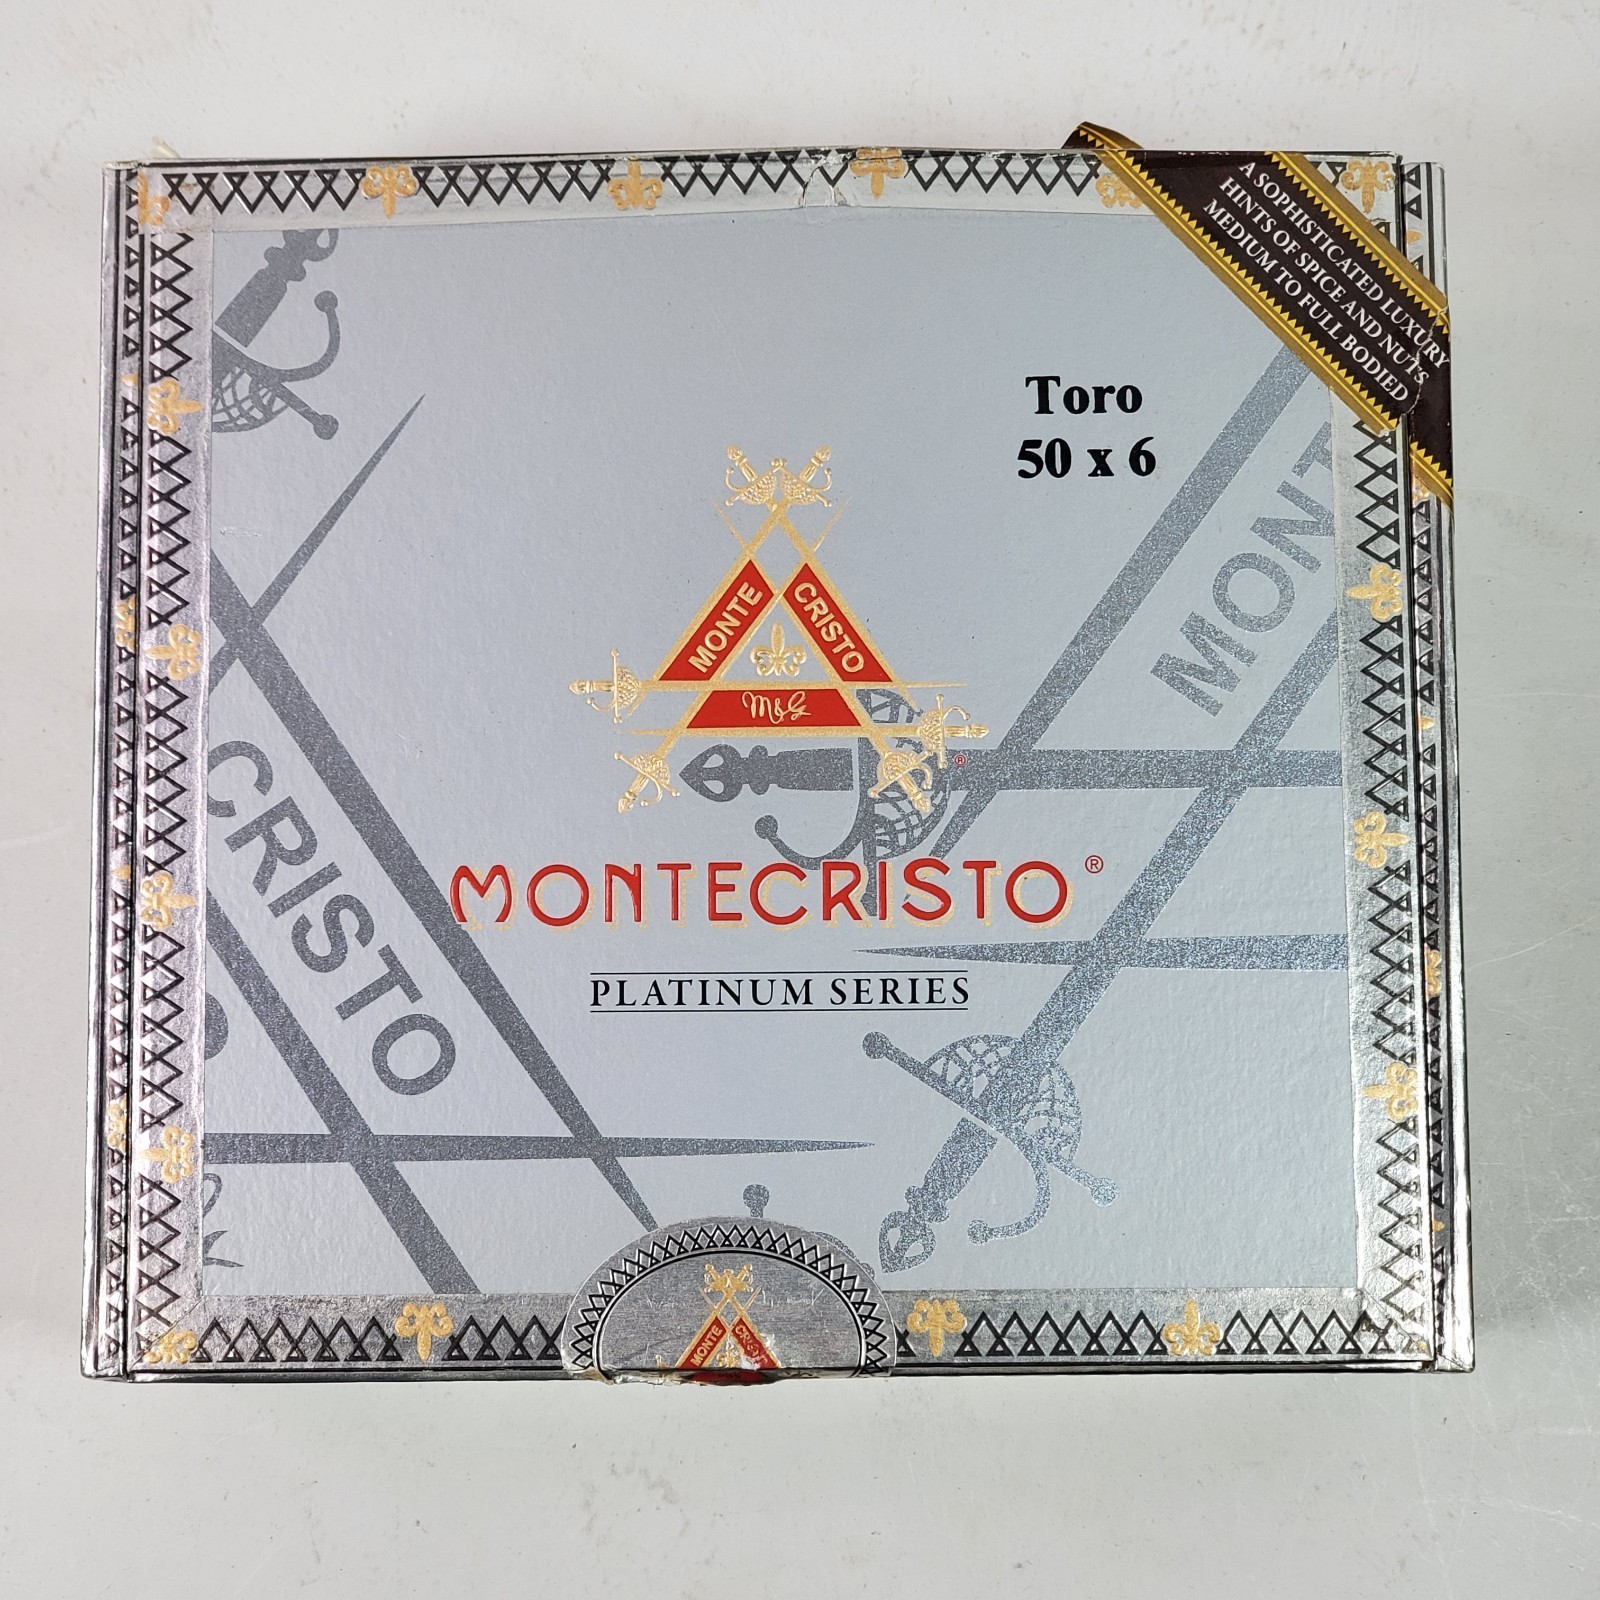 A SOPHISTICATED LUXURY
HINTS OF SPICE AND NUTS
MEDIUM TO FULL BODIED
Toro
50 x 6
MONTE
CRISTO
M&G
®
MONT
CRISTO
MONTECRISTO®
PLATINUM SERIES
MONTE
CRISTO